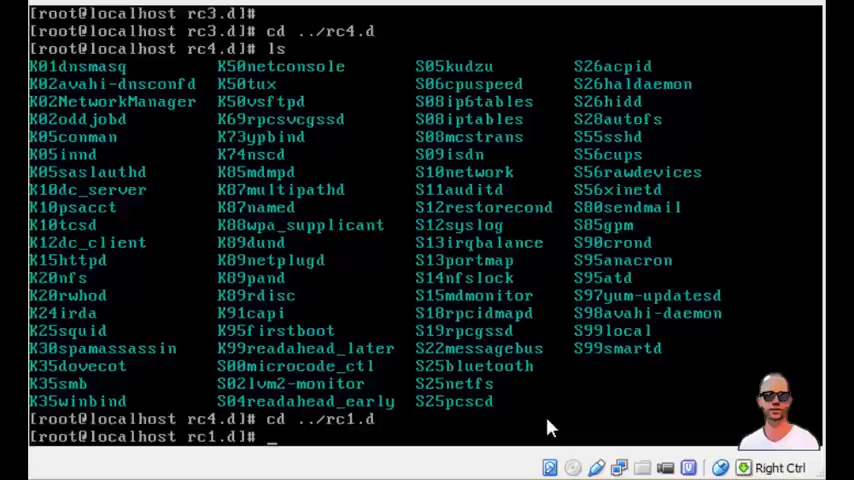 [root@localhost rc3.d]#
[root@localhost rc3.d]# cd ../rc4.d
[root@localhost rc4.d]# ls
K01dnsmasq K50netconsole S05kudzu S26acpid
K02avahi-dnsconfd K50tux S06cpuspeed S26haldaemon
K02NetworkManager K50vsftpd S08ip6tables S26hidd
K02oddjobd K69rpcsvcgssd S08iptables S28autofs
K05conman K73ypbind S08mcstrans S55sshd
K05innd K74nscd S09isdn S56cups
K05saslauthd K85mdmpd S10network S56rawdevices
K10dc_server K87multipathd S11auditd S56xinetd
K10psacct K87named S12restorecond S80sendmail
K10tcsd K88wpa_supplicant S12syslog S85gpm
K12dc_client K89dund S13irqbalance S90crond
K15httpd K89netplugd S13portmap S95anacron
K20nfs K89pand S14nfslock S95atd
K20rwhod K89rdisc S15mdmonitor S97yum-updatesd
K24irda K91capi S18rpcidmapd S98avahi-daemon
K25squid K95firstboot S19rpcgssd S99local
K30spamassassin K99readahead_later S22messagebus S99smartd
K35dovecot S00microcode_ctl S25bluetooth
K35smb S02lvm2-monitor S25netfs
K35winbind S04readahead_early S25pcscd
[root@localhost rc4.d]# cd ../rc1.d
[root@localhost rc1.d]# _
Right Ctrl